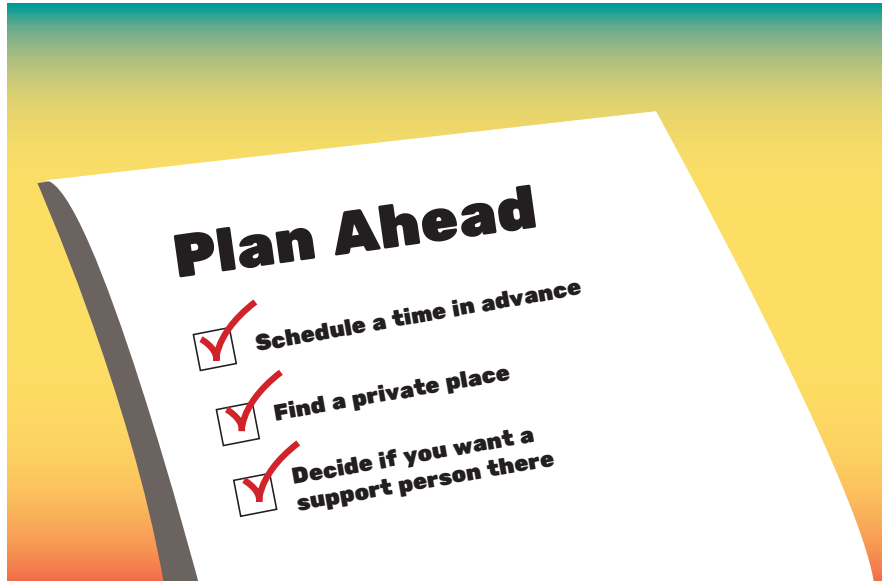 Plan Ahead
Schedule a time in advance
Find a private place
Decide if you want a
support person there